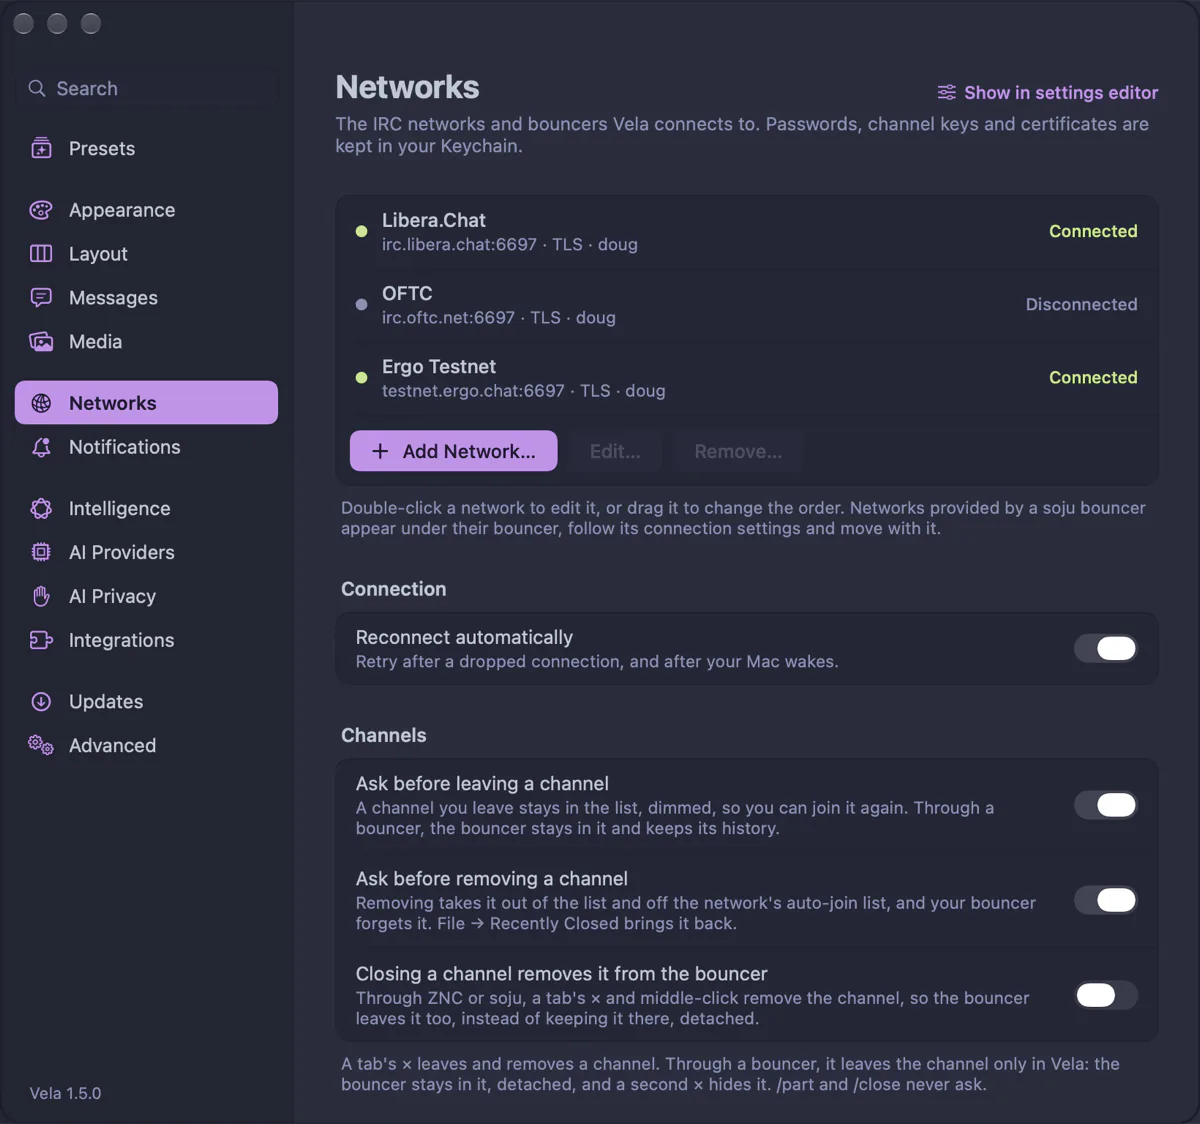 Search
Presets
Appearance
Layout
Messages
Media
Networks
Notifications
Intelligence
AI Providers
AI Privacy
Integrations
Updates
Advanced
Vela 1.5.0
Networks
Show in settings editor
The IRC networks and bouncers Vela connects to. Passwords, channel keys and certificates are
kept in your Keychain.
Libera.Chat
irc.libera.chat:6697 · TLS · doug
Connected
OFTC
irc.oftc.net:6697 · TLS · doug
Disconnected
Ergo Testnet
testnet.ergo.chat:6697 · TLS · doug
Connected
+ Add Network...
Edit...
Remove...
Double-click a network to edit it, or drag it to change the order. Networks provided by a soju bouncer
appear under their bouncer, follow its connection settings and move with it.
Connection
Reconnect automatically
Retry after a dropped connection, and after your Mac wakes.
Channels
Ask before leaving a channel
A channel you leave stays in the list, dimmed, so you can join it again. Through a
bouncer, the bouncer stays in it and keeps its history.
Ask before removing a channel
Removing takes it out of the list and off the network's auto-join list, and your bouncer
forgets it. File → Recently Closed brings it back.
Closing a channel removes it from the bouncer
Through ZNC or soju, a tab's × and middle-click remove the channel, so the bouncer
leaves it too, instead of keeping it there, detached.
A tab's × leaves and removes a channel. Through a bouncer, it leaves the channel only in Vela: the
bouncer stays in it, detached, and a second × hides it. /part and /close never ask.